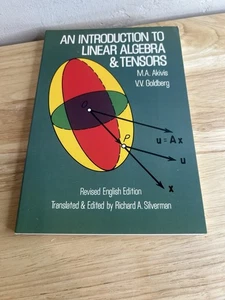 AN INTRODUCTION TO
LINEAR ALGEBRA
& TENSORS
M.A. Akivis
V.V. Goldberg
P
u = Ax
u
x
Revised English Edition
Translated & Edited by Richard A. Silverman